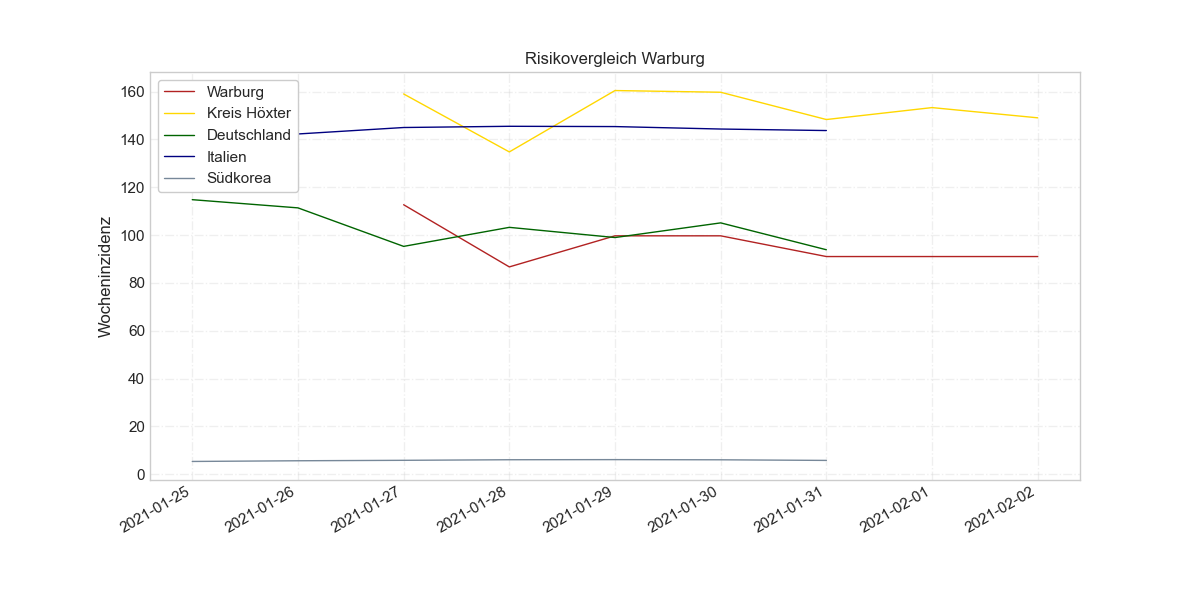 Risikovergleich Warburg
Warburg
Kreis Höxter
Deutschland
Italien
Südkorea
Wocheninzidenz
160
140
120
100
80
60
40
20
0
2021-01-25
2021-01-26
2021-01-27
2021-01-28
2021-01-29
2021-01-30
2021-01-31
2021-02-01
2021-02-02